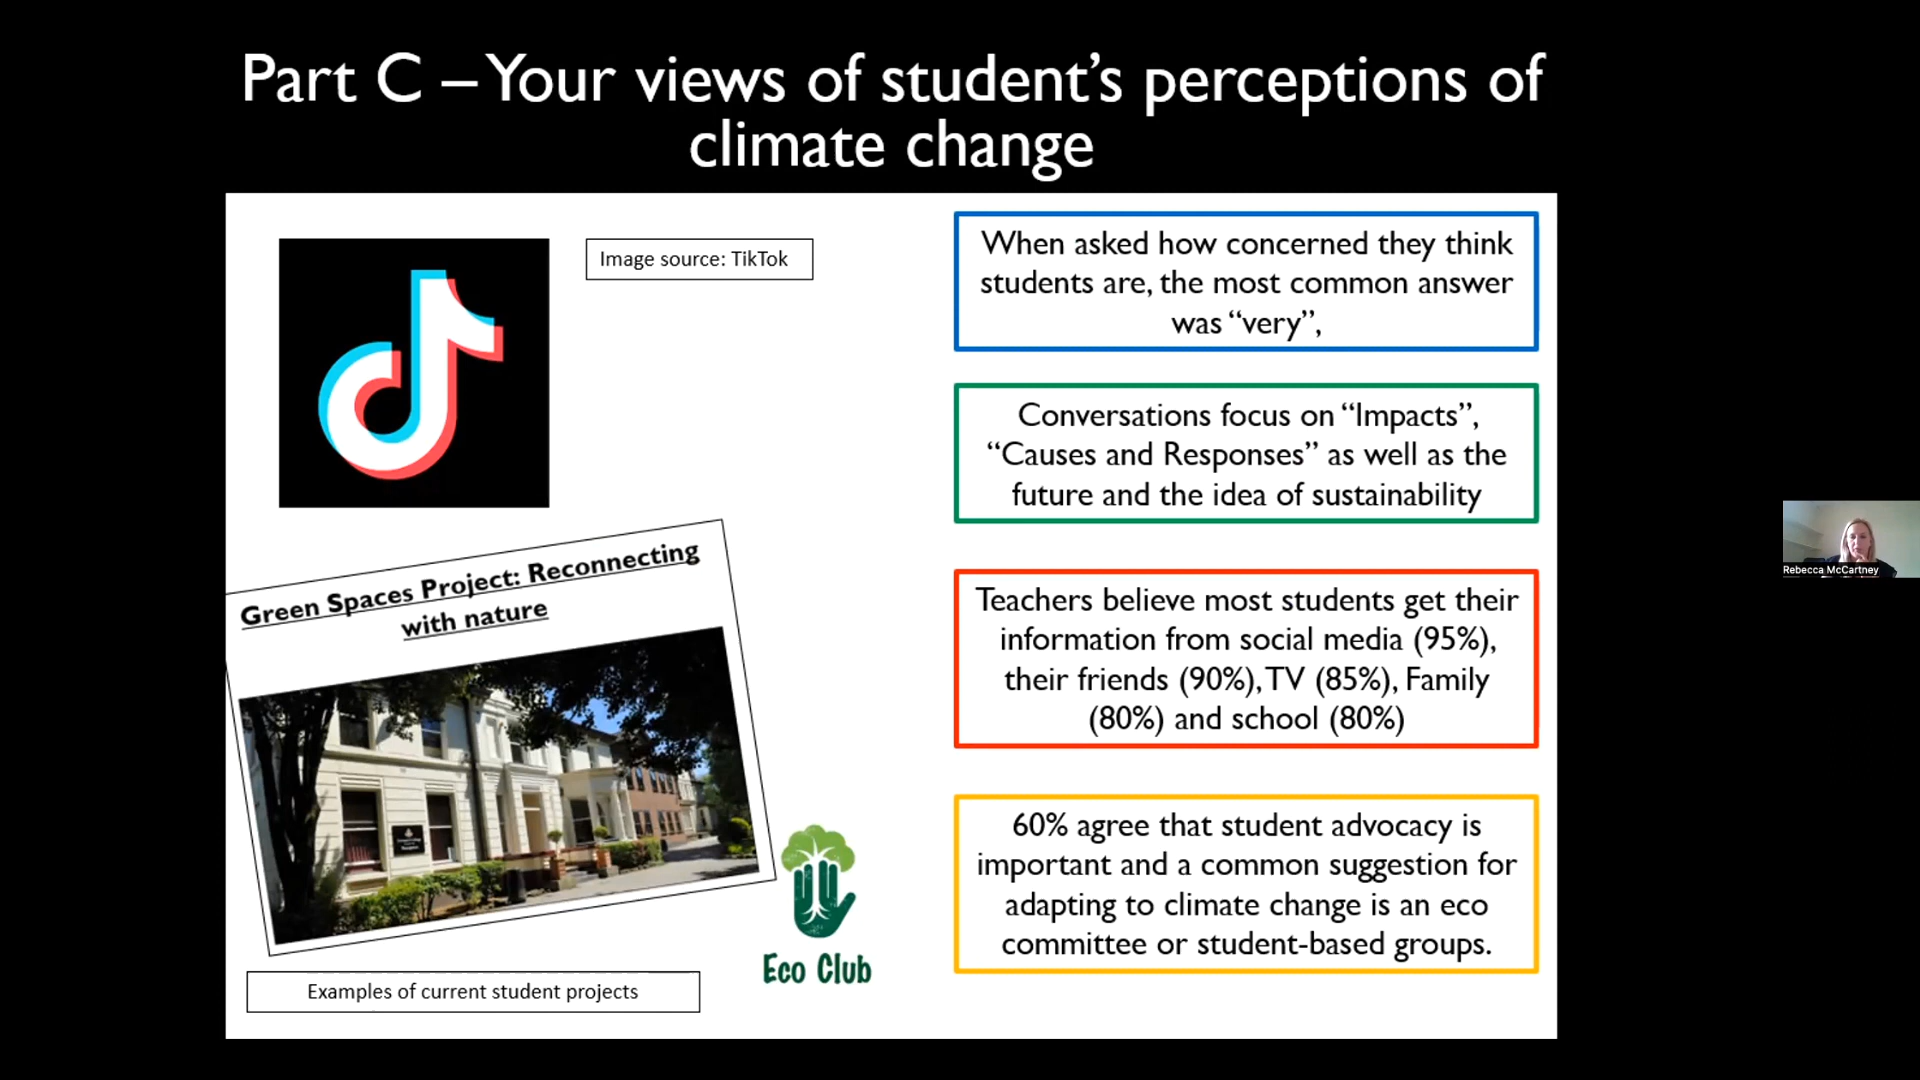 Part C – Your views of student's perceptions of
climate change
Image source: TikTok
When asked how concerned they think
students are, the most common answer
was “very”,
Conversations focus on “Impacts”,
“Causes and Responses” as well as the
future and the idea of sustainability
Teachers believe most students get their
information from social media (95%),
their friends (90%), TV (85%), Family
(80%) and school (80%)
60% agree that student advocacy is
important and a common suggestion for
adapting to climate change is an eco
committee or student-based groups.
Green Spaces Project: Reconnecting
with nature
Eco Club
Examples of current student projects
Rebecca McCartney